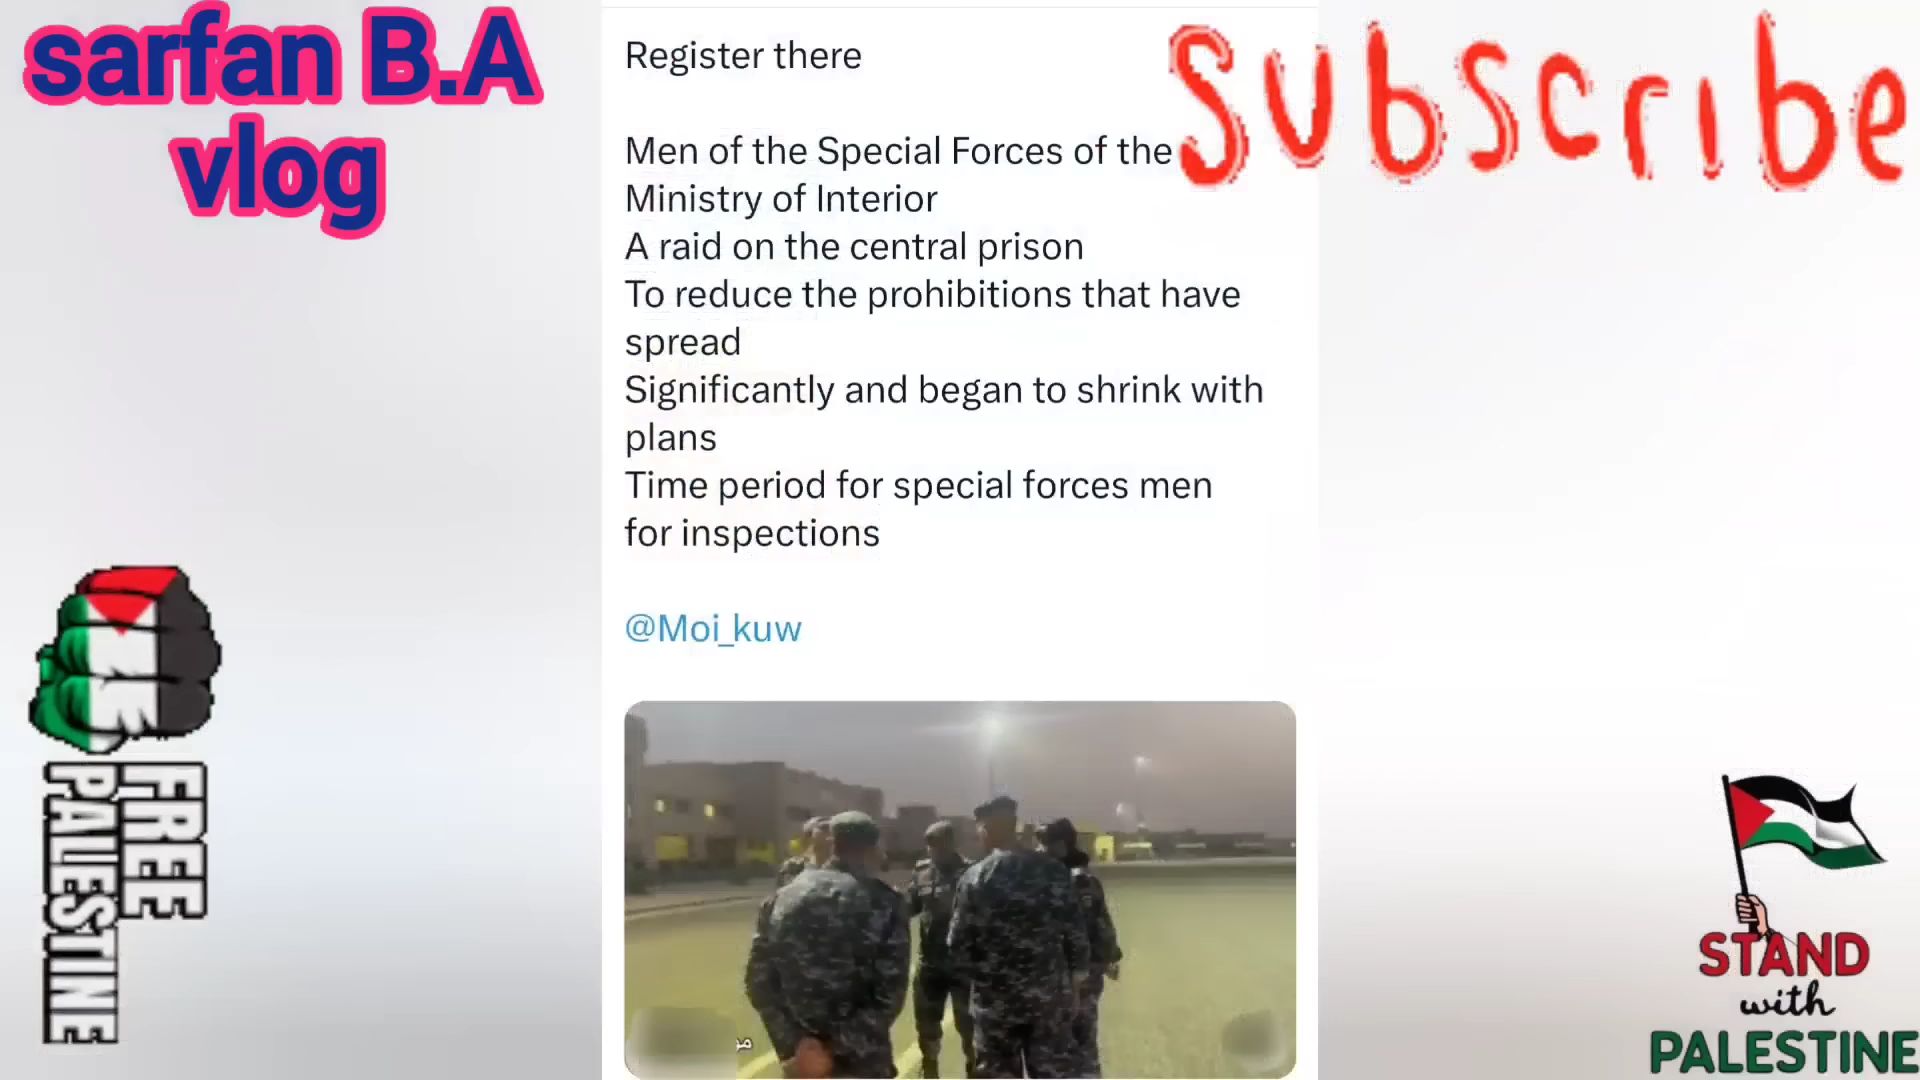 sarfan B.A
vlog
Subscribe
Register there
Men of the Special Forces of the
Ministry of Interior
A raid on the central prison
To reduce the prohibitions that have
spread
Significantly and began to shrink with
plans
Time period for special forces men
for inspections
@Moi_kuw
FREE
PALESTINE
STAND
with
PALESTINE